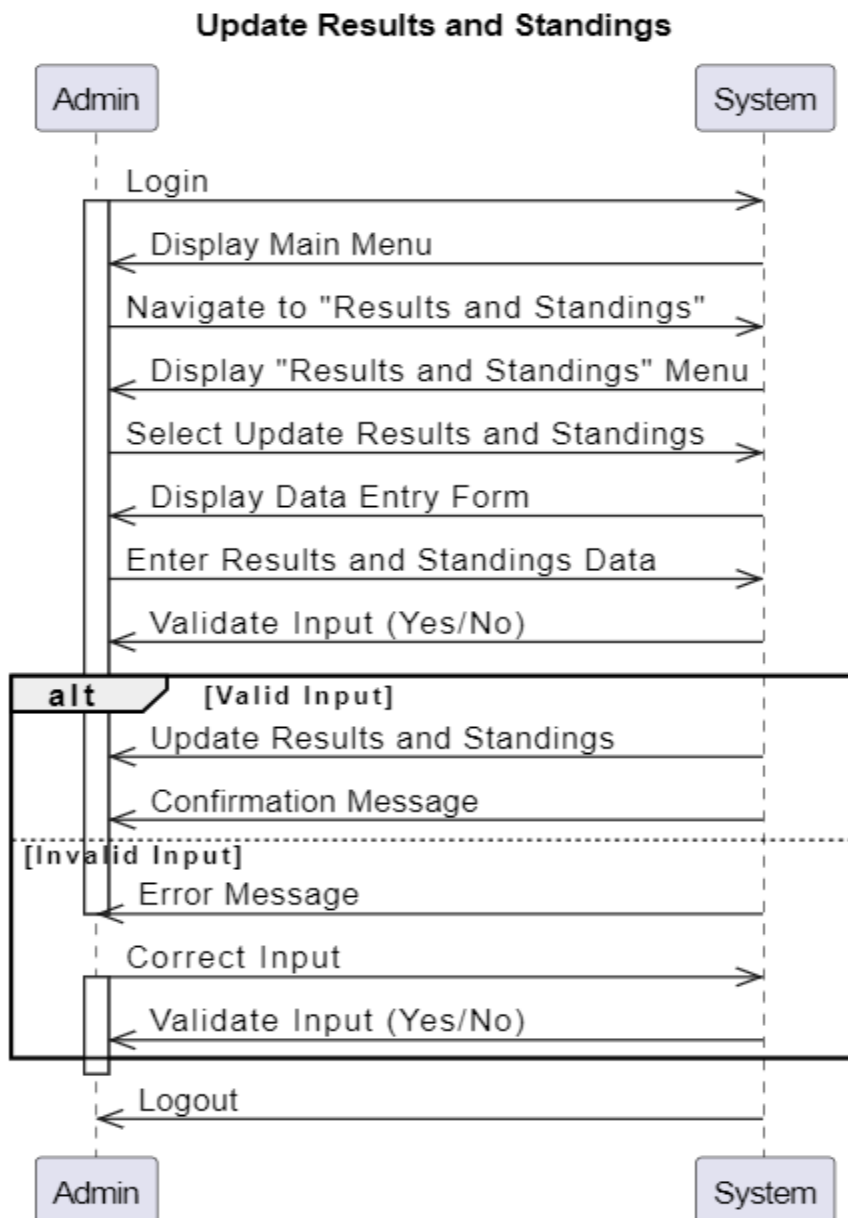 Update Results and Standings
Admin System
Login
Display Main Menu
Navigate to "Results and Standings"
Display "Results and Standings" Menu
Select Update Results and Standings
Display Data Entry Form
Enter Results and Standings Data
Validate Input (Yes/No)
alt [Valid Input]
Update Results and Standings
Confirmation Message
[Invalid Input]
Error Message
Correct Input
Validate Input (Yes/No)
Logout
Admin System